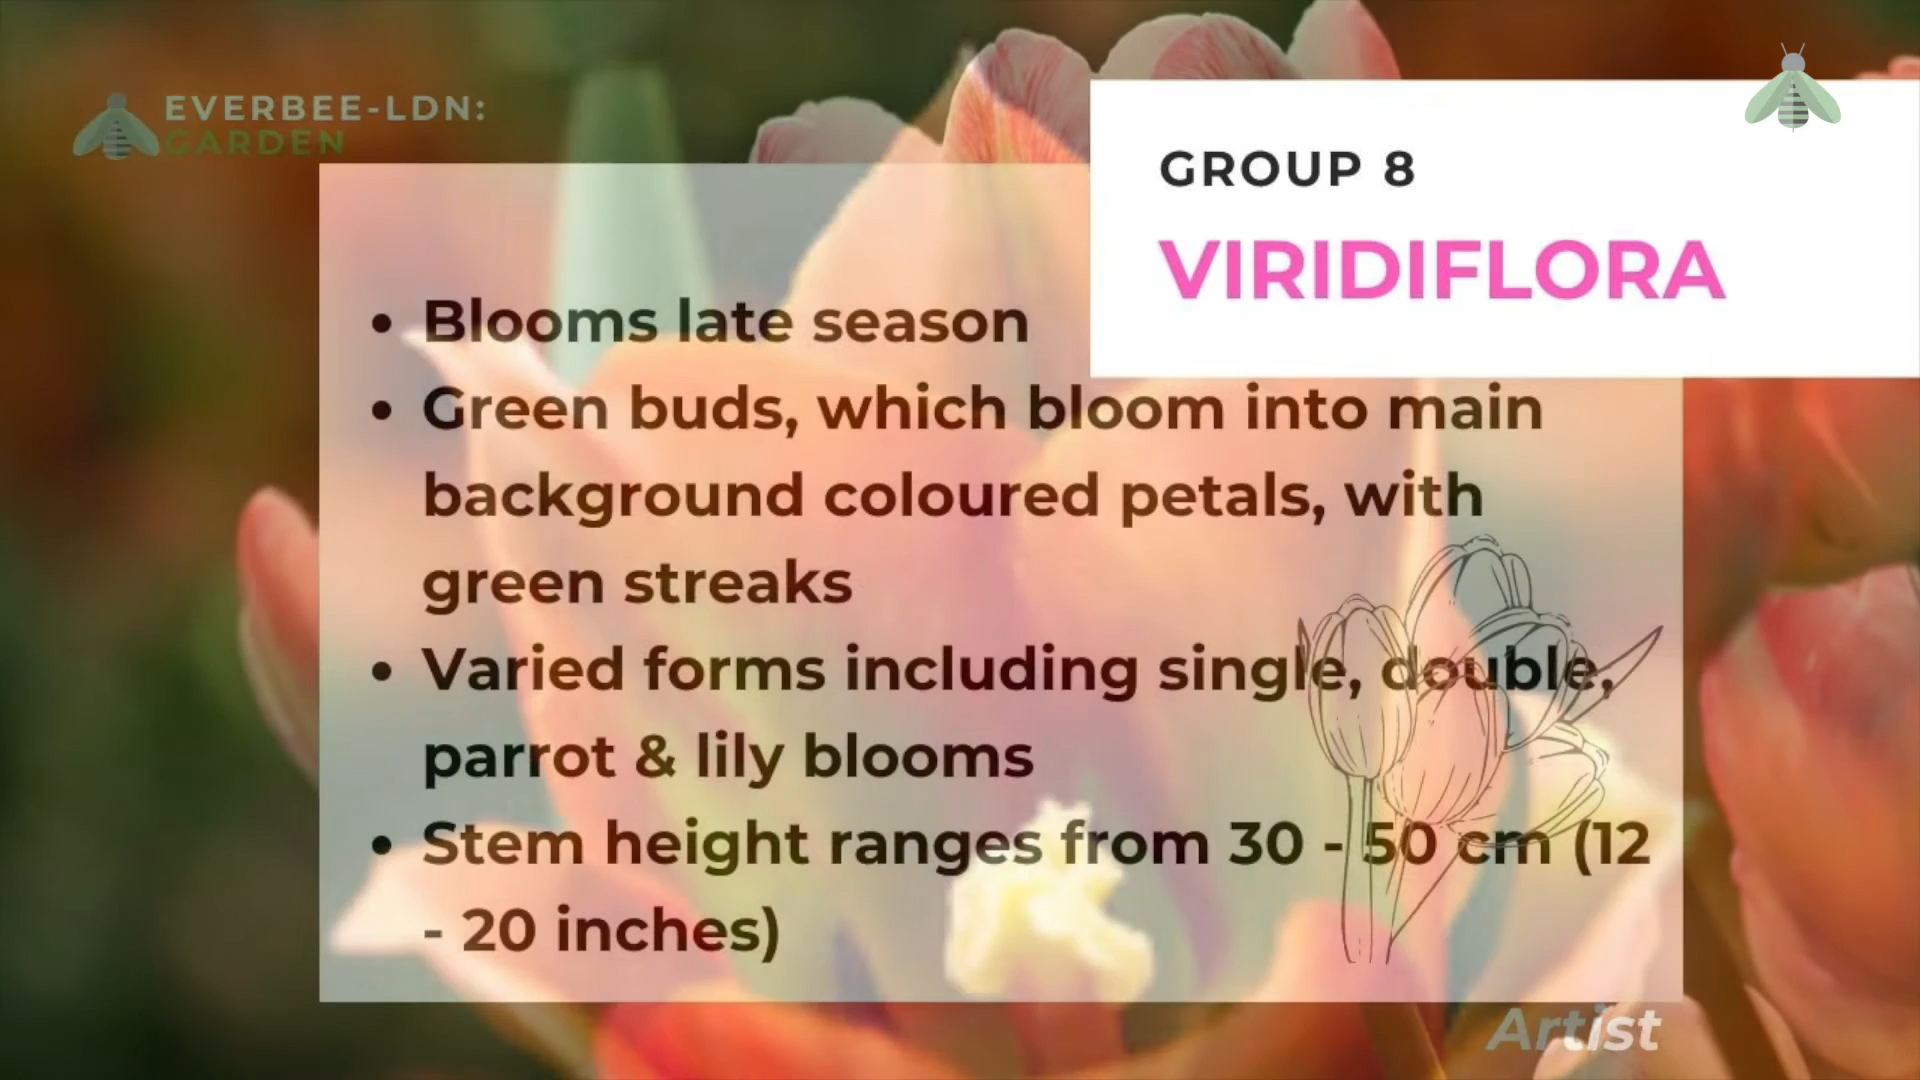 EVERBEE-LDN:
GARDEN
GROUP 8
VIRIDIFLORA
• Blooms late season
• Green buds, which bloom into main
background coloured petals, with
green streaks
• Varied forms including single, double,
parrot & lily blooms
• Stem height ranges from 30 - 50 cm (12
- 20 inches)
Artist